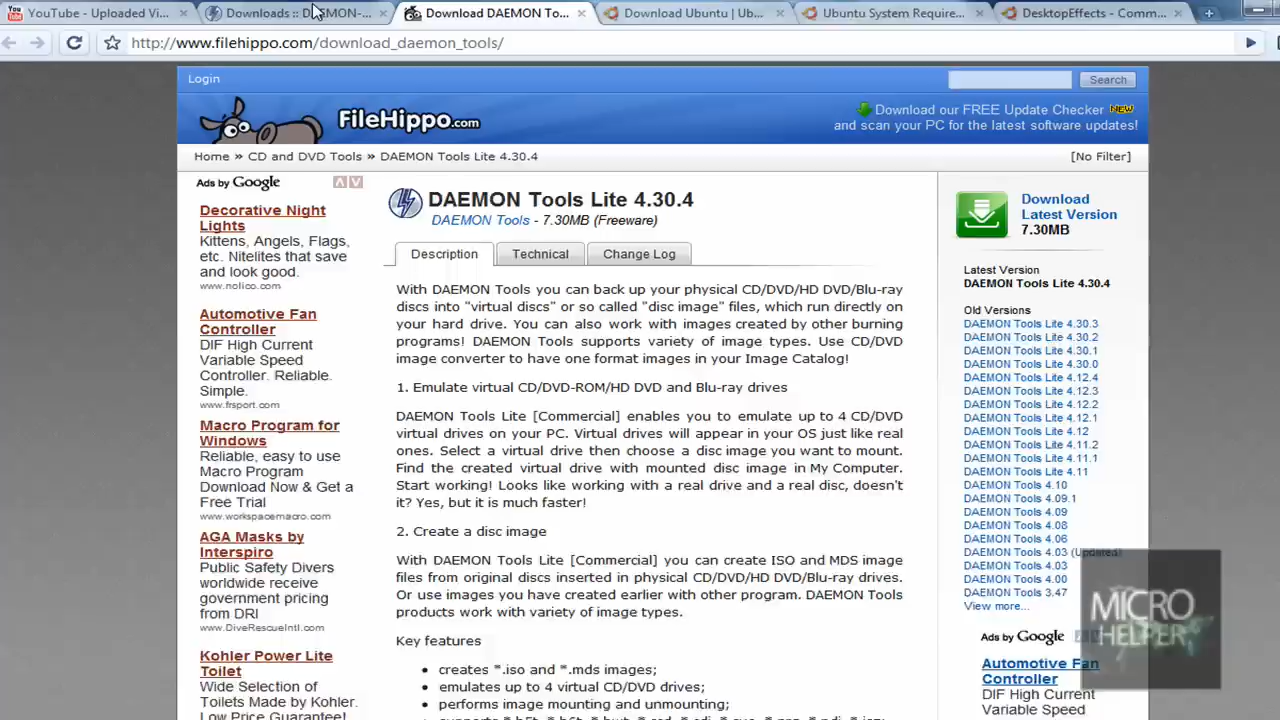 YouTube - Uploaded Vi...
Downloads :: DAEMON-...
Download DAEMON To...
Download Ubuntu | Ub...
Ubuntu System Require...
DesktopEffects - Comm...
http://www.filehippo.com/download_daemon_tools/
Login
Search
FileHippo.com
Download our FREE Update Checker NEW
and scan your PC for the latest software updates!
Home » CD and DVD Tools » DAEMON Tools Lite 4.30.4
[No Filter]
Ads by Google
Decorative Night
Lights
Kittens, Angels, Flags,
etc. Nitelites that save
and look good.
www.nolico.com
Automotive Fan
Controller
DIF High Current
Variable Speed
Controller. Reliable.
Simple.
www.frsport.com
Macro Program for
Windows
Reliable, easy to use
Macro Program
Download Now & Get a
Free Trial
www.workspacemacro.com
AGA Masks by
Interspiro
Public Safety Divers
worldwide receive
government pricing
from DRI
www.DiveRescueIntl.com
Kohler Power Lite
Toilet
Wide Selection of
Toilets Made by Kohler.
Low Price Guarantee!
DAEMON Tools Lite 4.30.4
DAEMON Tools - 7.30MB (Freeware)
Description
Technical
Change Log
With DAEMON Tools you can back up your physical CD/DVD/HD DVD/Blu-ray
discs into "virtual discs" or so called "disc image" files, which run directly on
your hard drive. You can also work with images created by other burning
programs! DAEMON Tools supports variety of image types. Use CD/DVD
image converter to have one format images in your Image Catalog!
1. Emulate virtual CD/DVD-ROM/HD DVD and Blu-ray drives
DAEMON Tools Lite [Commercial] enables you to emulate up to 4 CD/DVD
virtual drives on your PC. Virtual drives will appear in your OS just like real
ones. Select a virtual drive then choose a disc image you want to mount.
Find the created virtual drive with mounted disc image in My Computer.
Start working! Looks like working with a real drive and a real disc, doesn't
it? Yes, but it is much faster!
2. Create a disc image
With DAEMON Tools Lite [Commercial] you can create ISO and MDS image
files from original discs inserted in physical CD/DVD/HD DVD/Blu-ray drives.
Or use images you have created earlier with other program. DAEMON Tools
products work with variety of image types.
Key features
• creates *.iso and *.mds images;
• emulates up to 4 virtual CD/DVD drives;
• performs image mounting and unmounting;
Download
Latest Version
7.30MB
Latest Version
DAEMON Tools Lite 4.30.4
Old Versions
DAEMON Tools Lite 4.30.3
DAEMON Tools Lite 4.30.2
DAEMON Tools Lite 4.30.1
DAEMON Tools Lite 4.30.0
DAEMON Tools Lite 4.12.4
DAEMON Tools Lite 4.12.3
DAEMON Tools Lite 4.12.2
DAEMON Tools Lite 4.12.1
DAEMON Tools Lite 4.12
DAEMON Tools Lite 4.11.2
DAEMON Tools Lite 4.11.1
DAEMON Tools Lite 4.11
DAEMON Tools 4.10
DAEMON Tools 4.09.1
DAEMON Tools 4.09
DAEMON Tools 4.08
DAEMON Tools 4.06
DAEMON Tools 4.03 (Updated)
DAEMON Tools 4.03
DAEMON Tools 4.00
DAEMON Tools 3.47
View more...
MICRO
HELPER
Ads by Google
Automotive Fan
Controller
DIF High Current
Variable Speed